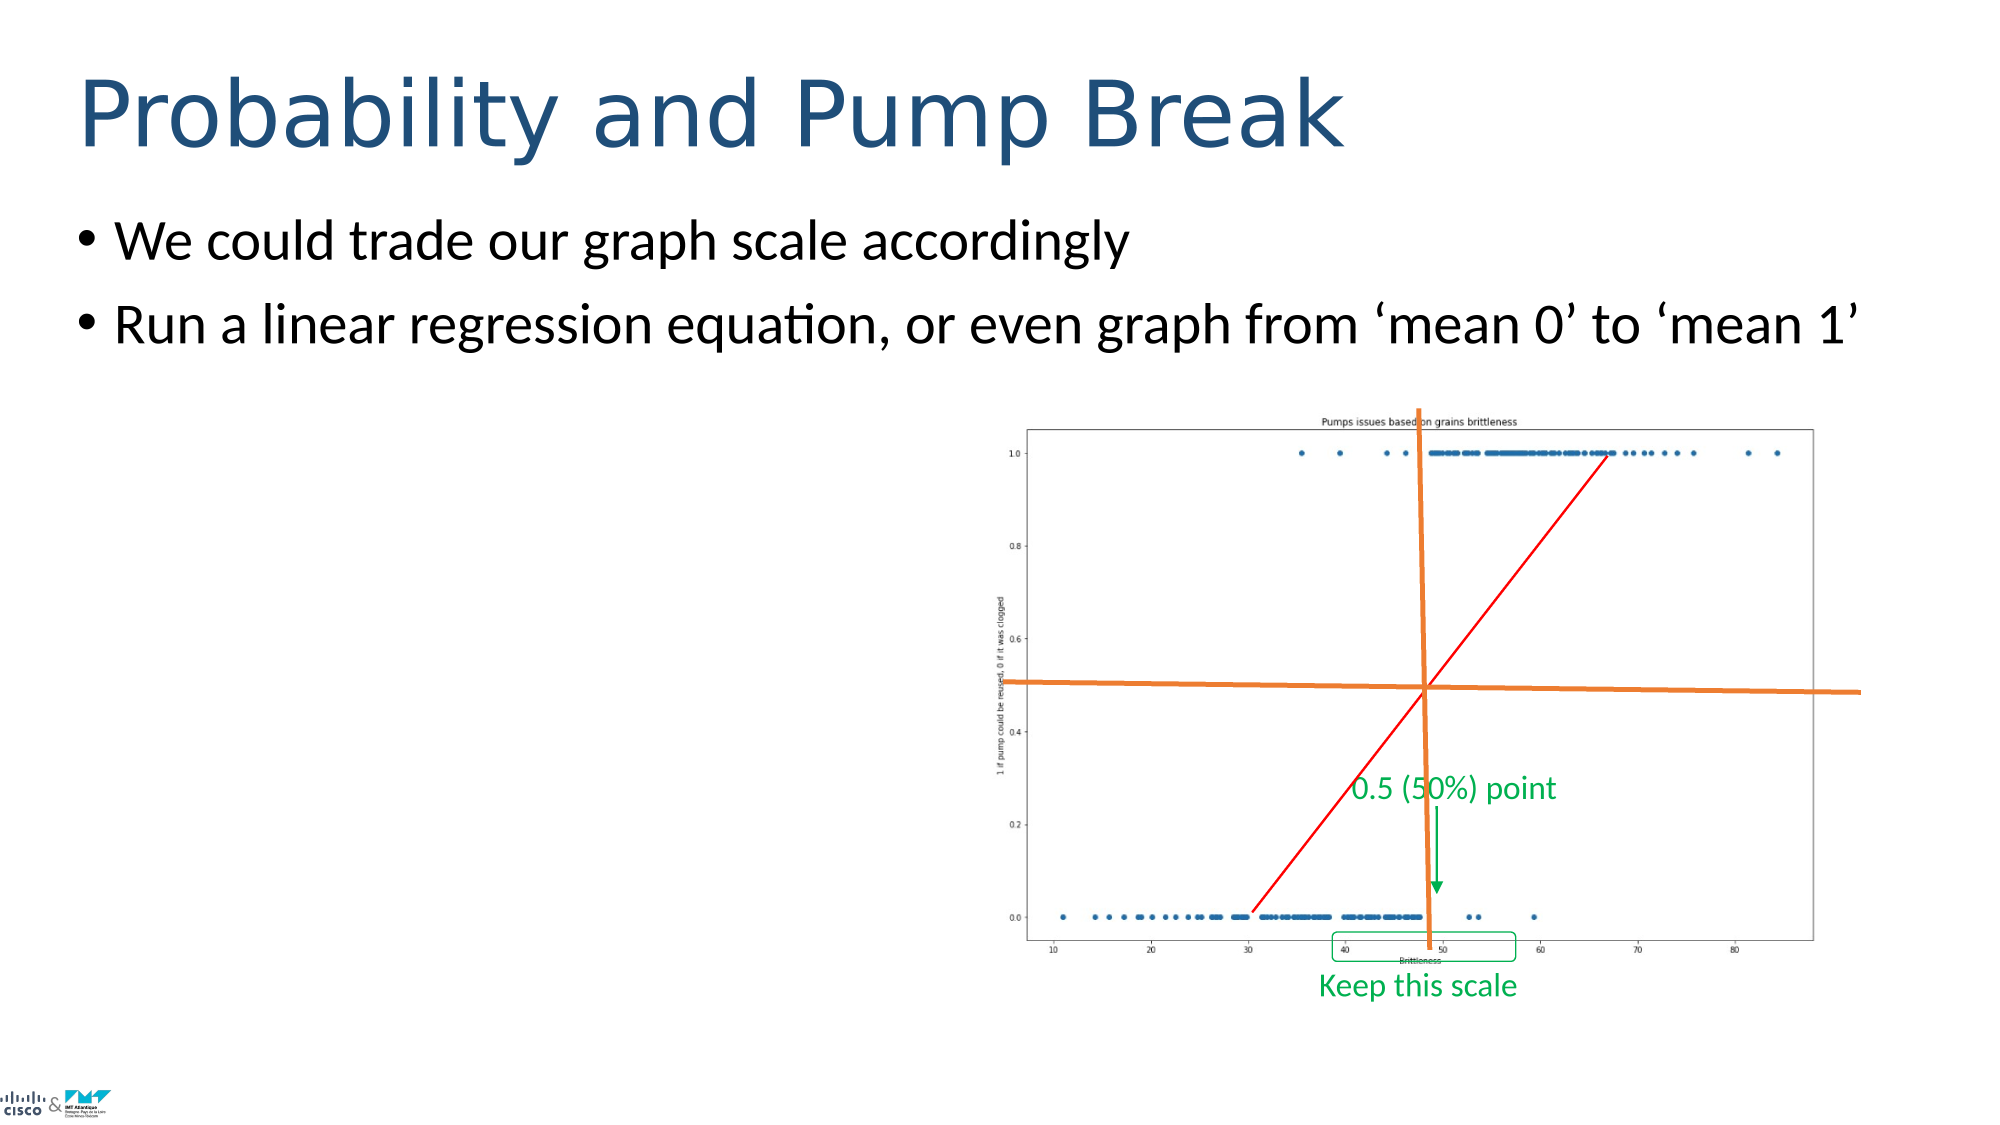 Probability and Pump Break
• We could trade our graph scale accordingly
• Run a linear regression equation, or even graph from ‘mean 0’ to ‘mean 1’
Pumps issues based on grains brittleness
1.0
0.8
0.6
0.4
0.2
0.0
1 if pump could be reused, 0 if it was clogged
0.5 (50%) point
10 20 30 40 50 60 70 80
Brittleness
Keep this scale
CISCO & IMT Atlantique